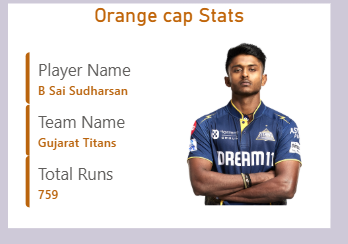 Orange cap Stats
Player Name
B Sai Sudharsan
Team Name
Gujarat Titans
Total Runs
759
DREAM11